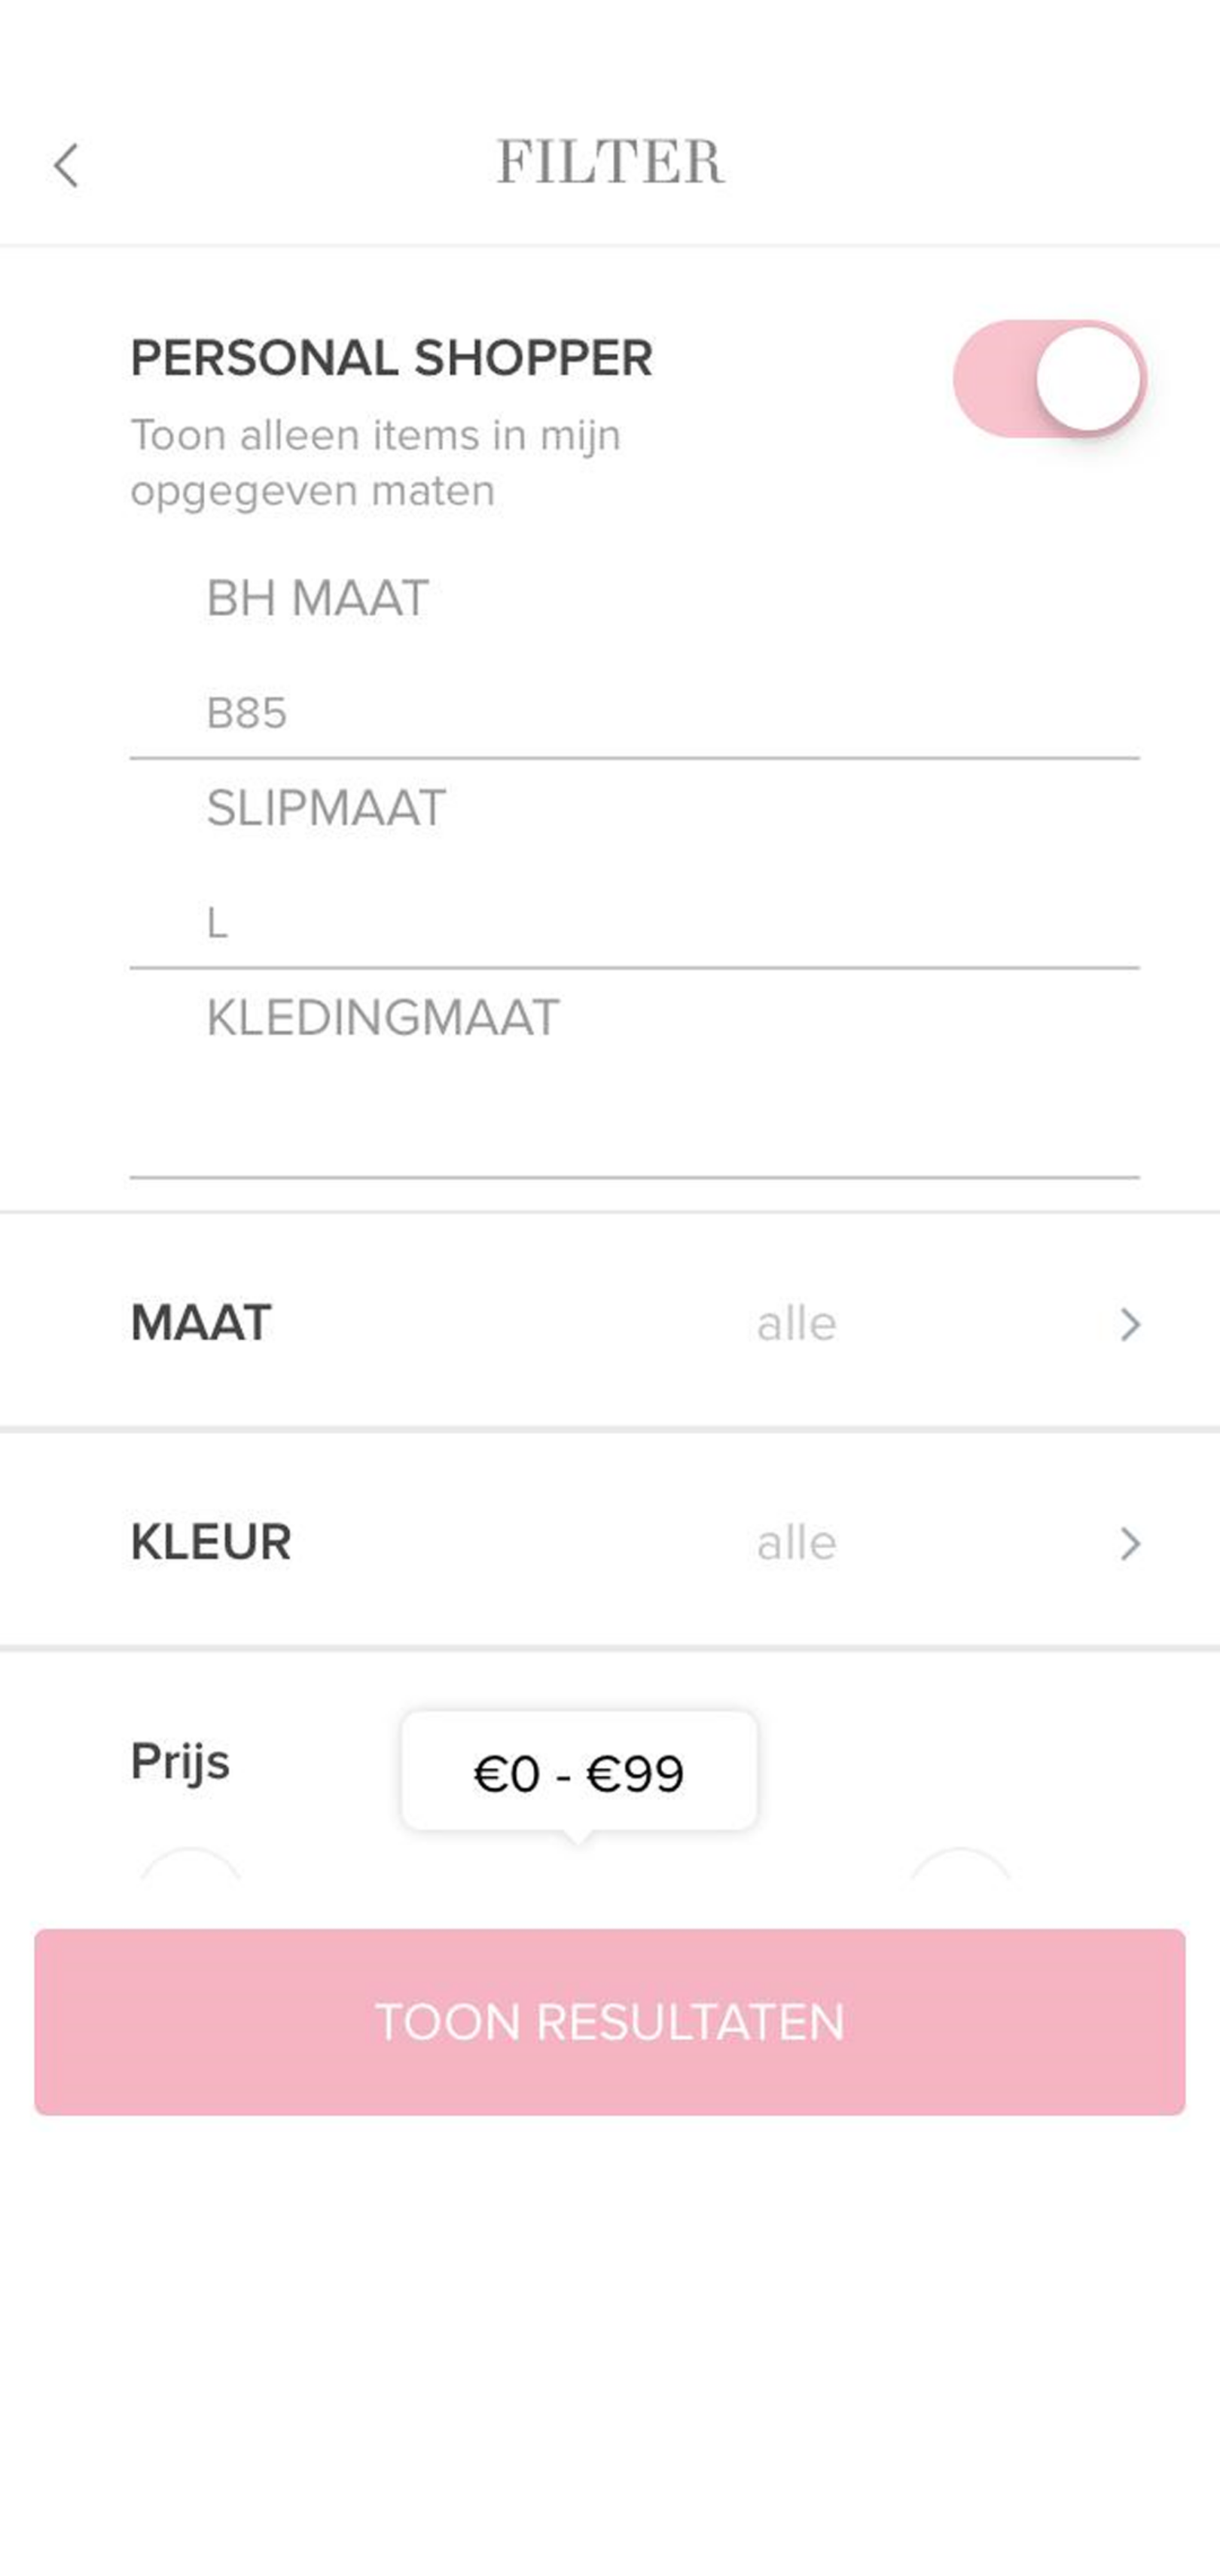 FILTER
PERSONAL SHOPPER
Toon alleen items in mijn
opgegeven maten
BH MAAT
B85
SLIPMAAT
L
KLEDINGMAAT
MAAT alle
KLEUR alle
Prijs €0 - €99
TOON RESULTATEN